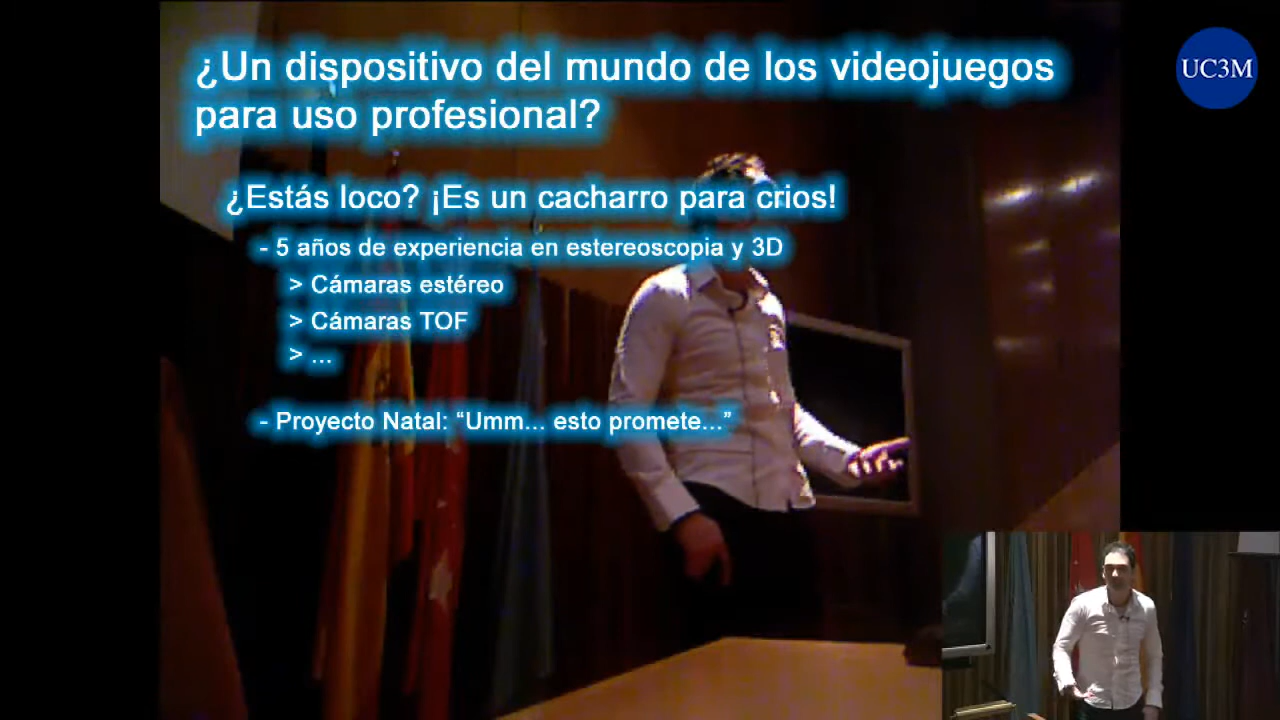 ¿Un dispositivo del mundo de los videojuegos
para uso profesional?
UC3M
¿Estás loco? ¡Es un cacharro para crios!
- 5 años de experiencia en estereoscopia y 3D
> Cámaras estéreo
> Cámaras TOF
> ...
- Proyecto Natal: “Umm... esto promete...”